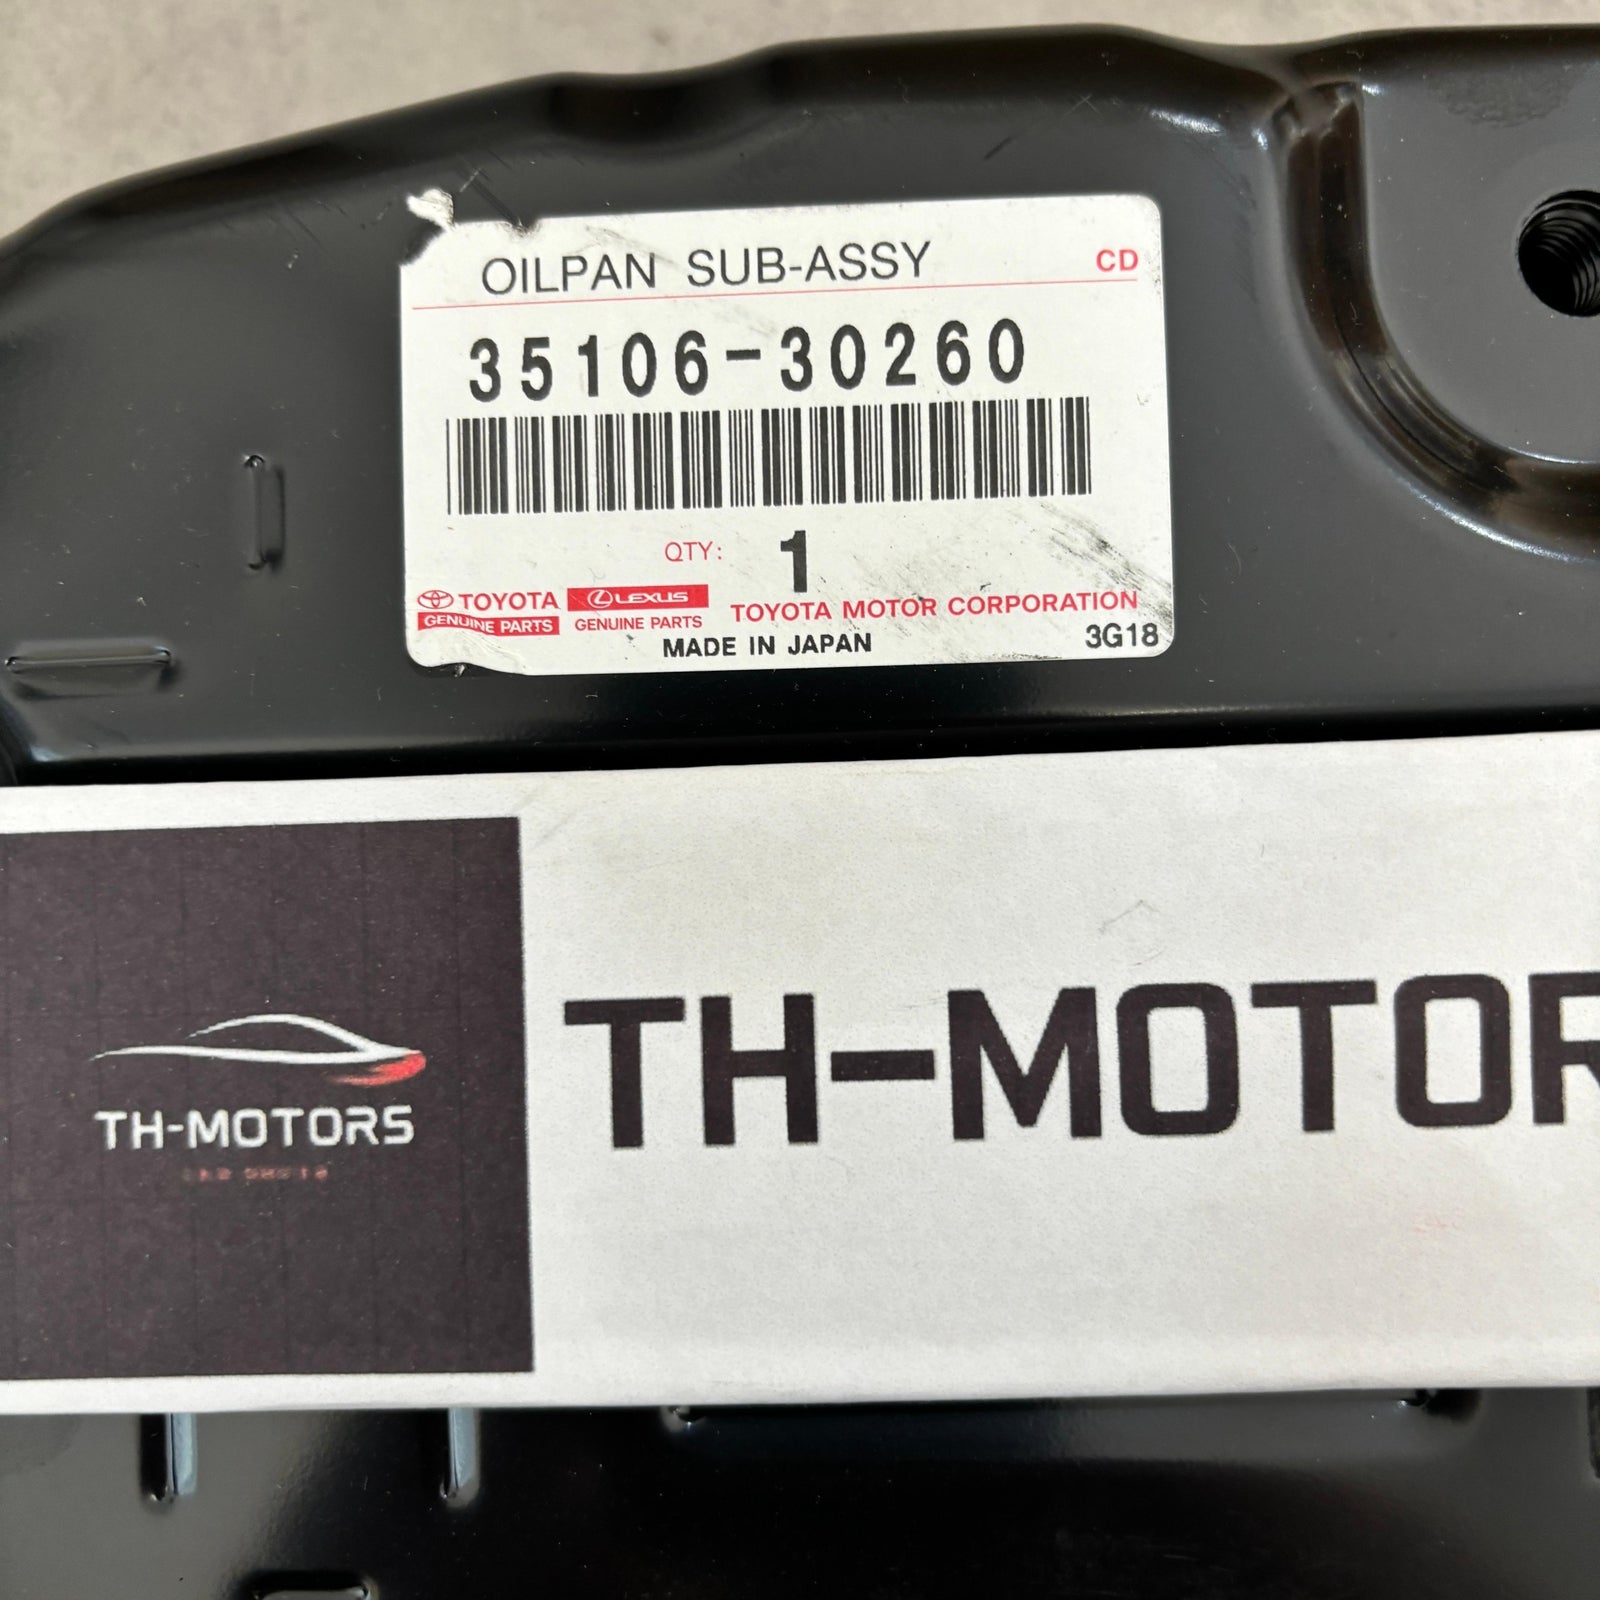 OILPAN SUB-ASSY CD
35106-30260
QTY: 1
TOYOTA LEXUS TOYOTA MOTOR CORPORATION
GENUINE PARTS GENUINE PARTS
MADE IN JAPAN 3G18
TH-MOTOR
TH-MOTORS